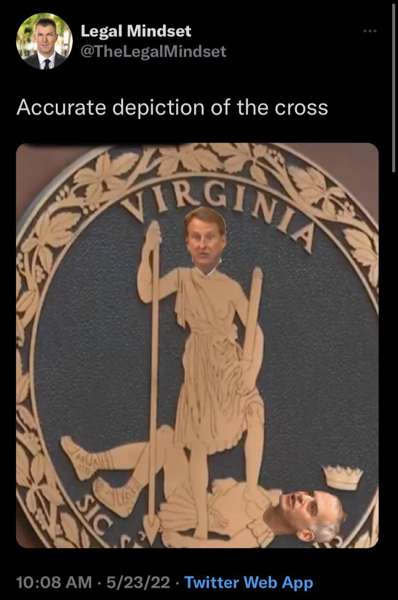 Legal Mindset
@TheLegalMindset
Accurate depiction of the cross
VIRGINIA
SIC S
10:08 AM · 5/23/22 · Twitter Web App